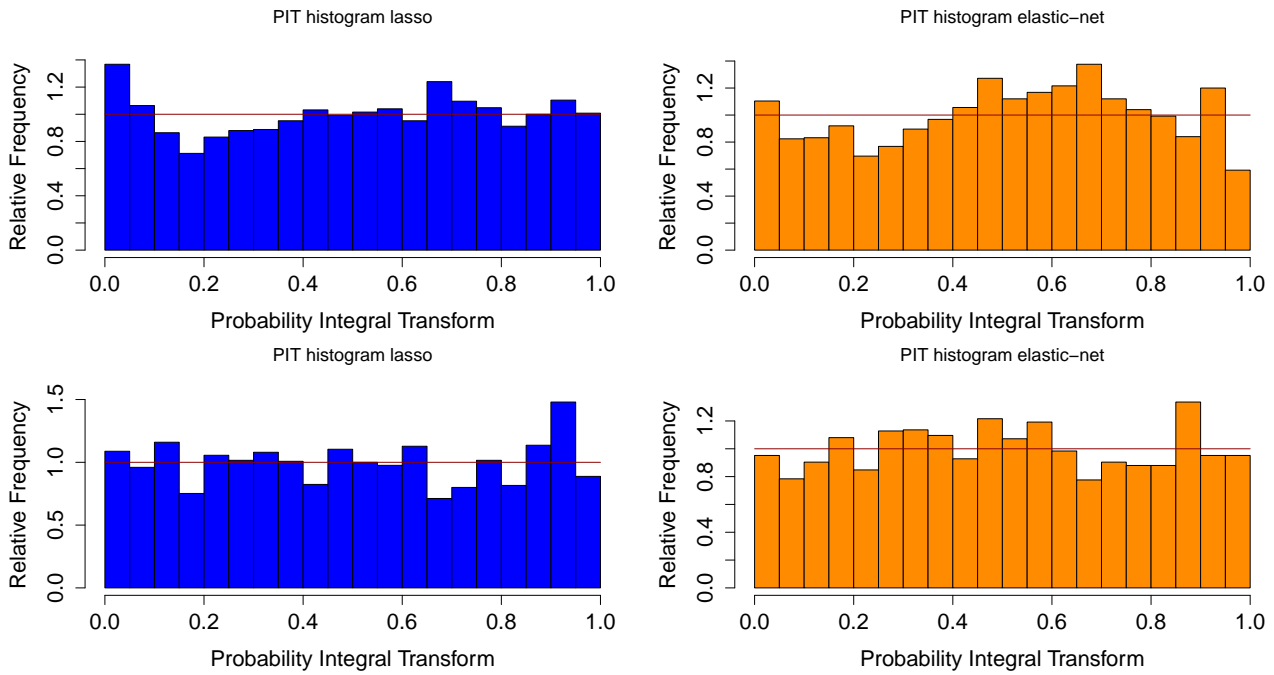 PIT histogram lasso
Relative Frequency
0.0 0.4 0.8 1.2
0.0 0.2 0.4 0.6 0.8 1.0
Probability Integral Transform
PIT histogram elastic−net
Relative Frequency
0.0 0.4 0.8 1.2
0.0 0.2 0.4 0.6 0.8 1.0
Probability Integral Transform
PIT histogram lasso
Relative Frequency
0.0 0.5 1.0 1.5
0.0 0.2 0.4 0.6 0.8 1.0
Probability Integral Transform
PIT histogram elastic−net
Relative Frequency
0.0 0.4 0.8 1.2
0.0 0.2 0.4 0.6 0.8 1.0
Probability Integral Transform